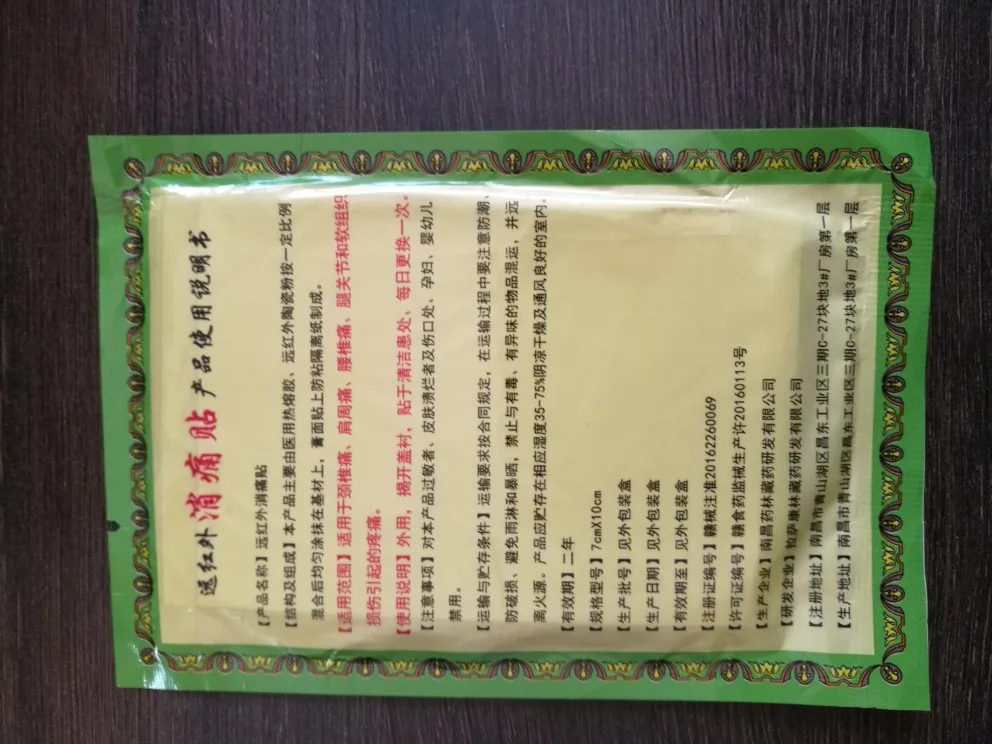 远红外消痛贴产品使用说明书
【产品名称】远红外消痛贴
【结构及组成】本产品主要由医用热熔胶、远红外陶瓷粉按一定比例
混合后均匀涂抹在基材上，膏面贴上防粘隔离纸制成。
【适用范围】适用于颈椎痛、肩周痛、腰椎痛、腿关节和软组织
损伤引起的疼痛。
【使用说明】外用，揭开盖衬，贴于清洁患处、每日更换一次。
【注意事项】对本产品过敏者、皮肤溃烂者及伤口处、孕妇、婴幼儿
禁用。
【运输与贮存条件】运输要求按合同规定，在运输过程中要注意防潮、
防破损、避免雨淋和暴晒，禁止与有毒、有异味的物品混运，并远
离火源。产品应贮存在相应湿度35-75%阴凉干燥及通风良好的室内。
【有效期】二年
【规格型号】7cmX10cm
【生产批号】见外包装盒
【生产日期】见外包装盒
【有效期至】见外包装盒
【注册证编号】赣械注准20162260069
【许可证编号】赣食药监械生产许20160113号
【生产企业】南昌药林藏药研发有限公司
【研发企业】拉萨康林藏药研发有限公司
【注册地址】南昌市青山湖区昌东工业区三期C-27块地3#厂房第一层
【生产地址】南昌市青山湖区昌东工业区三期C-27块地3#厂房第一层